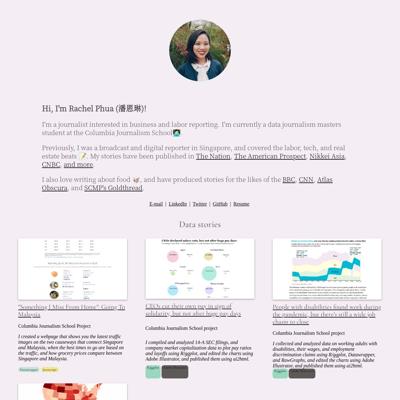 Hi, I'm Rachel Phua (潘恩琳)!
I'm a journalist interested in business and labor reporting. I'm currently a data journalism masters
student at the Columbia Journalism School
Previously, I was a broadcast and digital reporter in Singapore, and covered the labor, tech, and real
estate beats . My stories have been published in The Nation, The American Prospect, Nikkei Asia,
CNBC, and more.
I also love writing about food , and have produced stories for the likes of the BBC, CNN, Atlas
Obscura, and SCMP's Goldthread.
E-mail | LinkedIn | Twitter | GitHub | Resume
Data stories
"Something I Miss From Home": Going To
Malaysia
Columbia Journalism School Project
I created a webpage that shows you the latest traffic
images on the two causeways that connect Singapore
and Malaysia, when the best times to go are based on
the traffic, and how grocery prices compare between
Singapore and Malaysia.
CEOs cut their own pay in sign of
solidarity, but not after huge pay days
Columbia Journalism School project
I compiled and analyzed 14-A SEC filings, and
company market capitalization data to plot pay ratios
and layoffs using Rggplot, and edited the charts using
Adobe Illustrator, and published them using ai2html.
People with disabilities found work during
the pandemic, but there's still a wide job
chasm to close
Columbia Journalism School project
I collected and analyzed data on working adults with
disabilities, their wages, and employment
discrimination claims using Rggplot, Datawrapper,
and RawGraphs, and edited the charts using Adobe
Illustrator, and published them using ai2html.